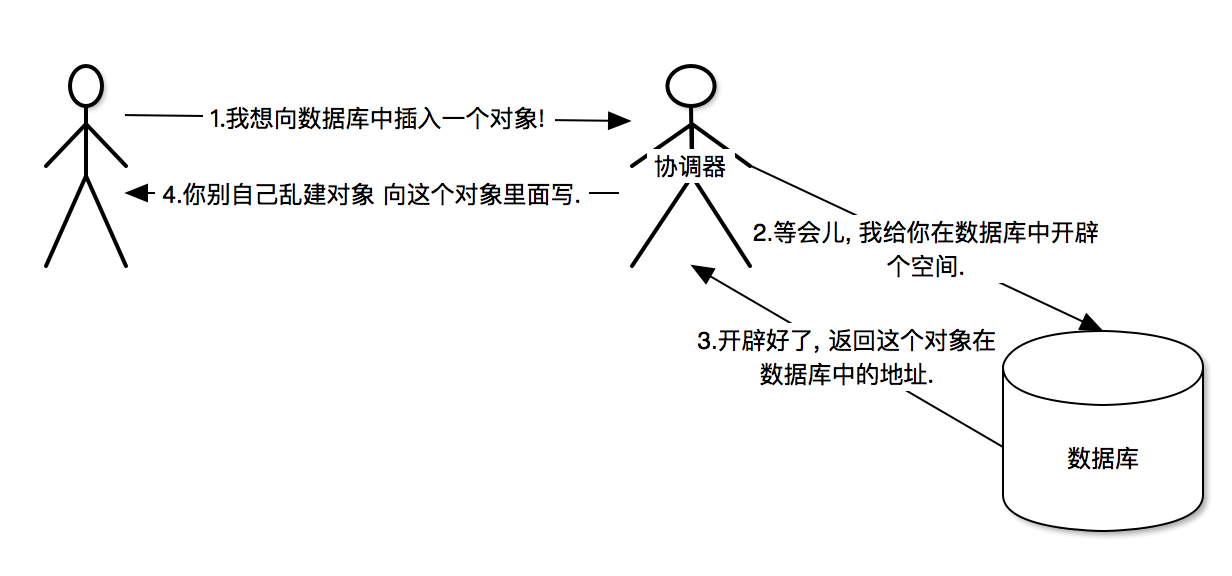 1.我想向数据库中插入一个对象!
协调器
4.你别自己乱建对象 向这个对象里面写.
2.等会儿, 我给你在数据库中开辟
个空间.
3.开辟好了, 返回这个对象在
数据库中的地址.
数据库